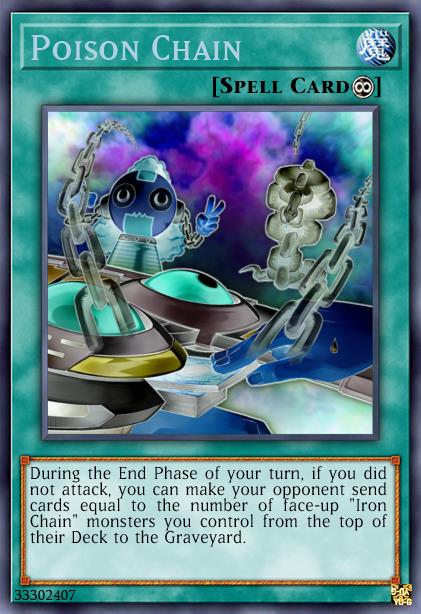 POISON CHAIN
魔
[SPELL CARD]
During the End Phase of your turn, if you did
not attack, you can make your opponent send
cards equal to the number of face-up "Iron
Chain" monsters you control from the top of
their Deck to the Graveyard.
33302407